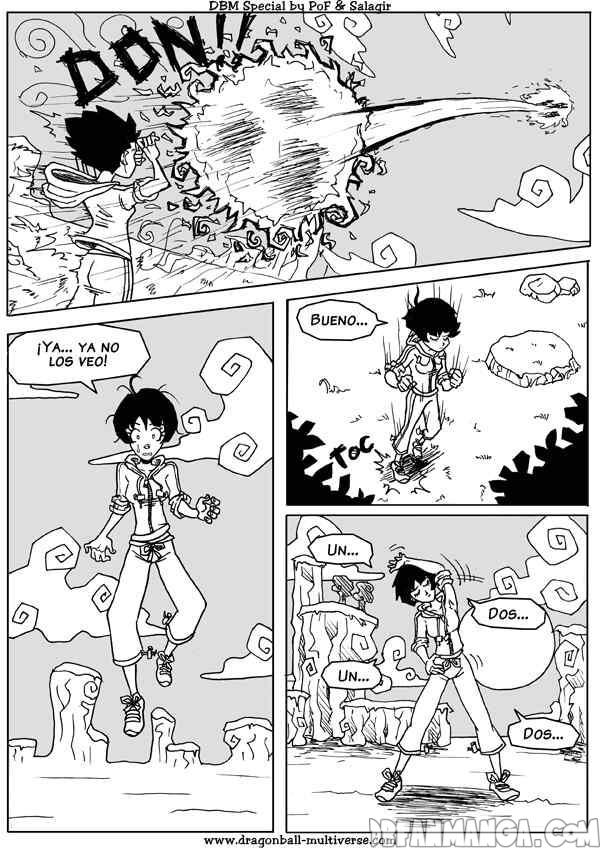 DBM Special by PoF & Salagir
DON!!
¡YA... YA NO
LOS VEO!
BUENO...
TOC
UN...
DOS...
UN...
DOS...
www.dragonball-multiverse.com
DBFANMANGA.COM